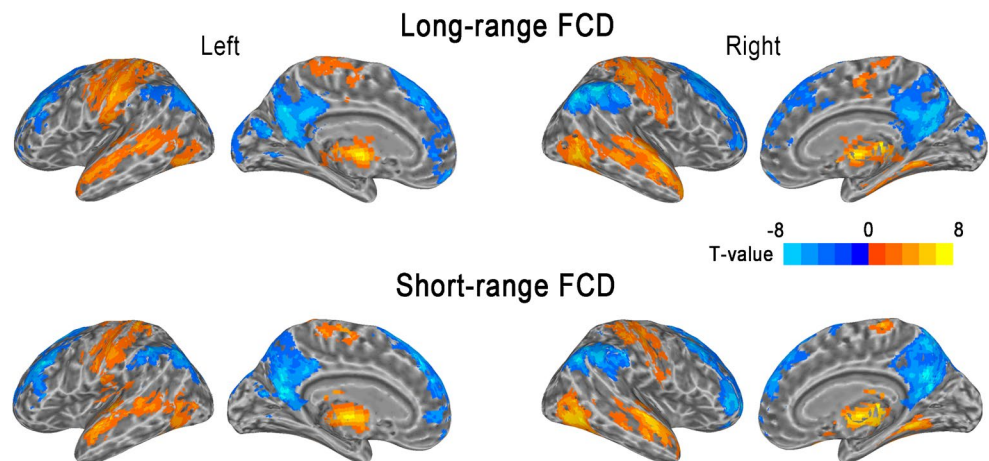 Long-range FCD
Left
Right
-8 0 8
T-value
Short-range FCD